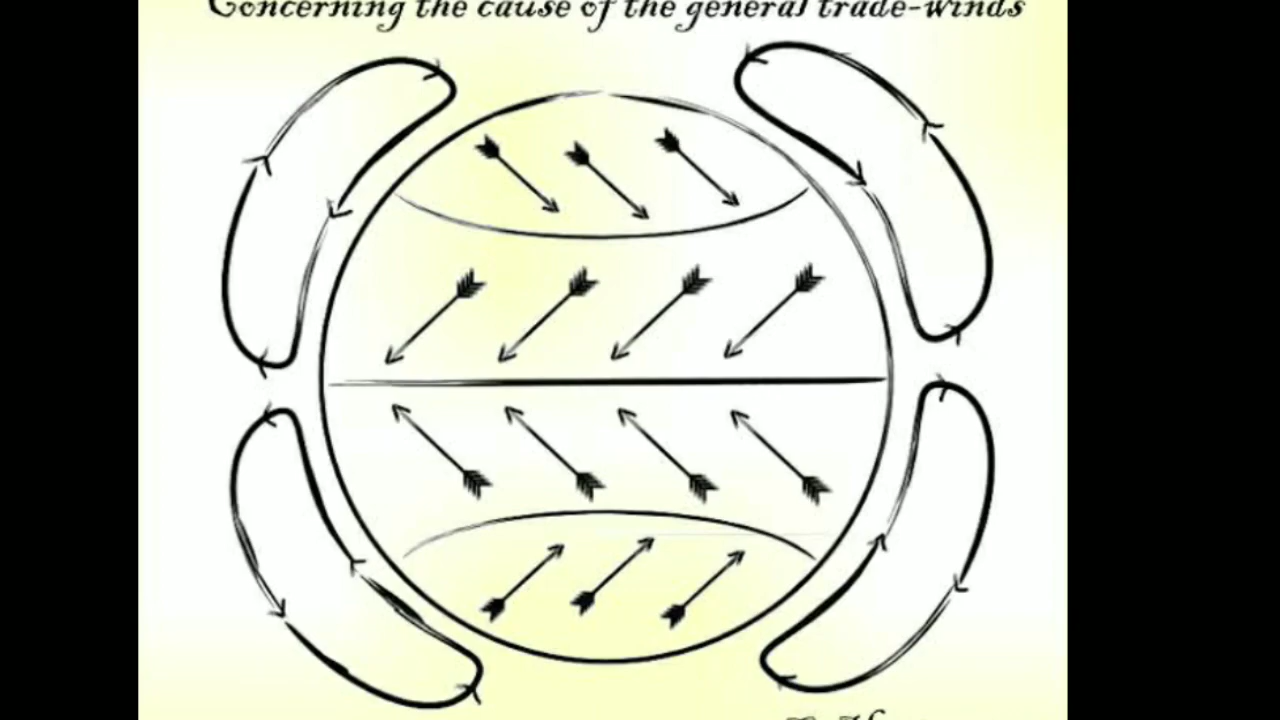 Concerning the cause of the general trade-winds